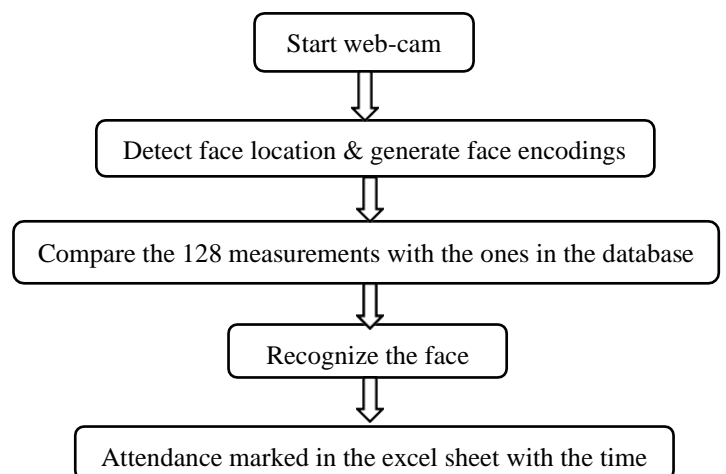 Start web-cam
Detect face location & generate face encodings
Compare the 128 measurements with the ones in the database
Recognize the face
Attendance marked in the excel sheet with the time